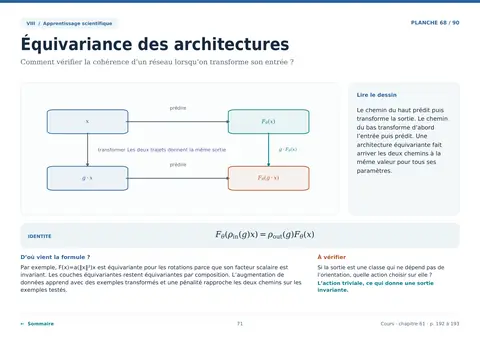 VIII / Apprentissage scientifique
PLANCHE 68 / 90
Équivariance des architectures
Comment vérifier la cohérence d'un réseau lorsqu'on transforme son entrée ?
prédire
x
Fθ(x)
transformer Les deux trajets donnent la même sortie
g · Fθ(x)
prédire
g · x
Fθ(g · x)
Lire le dessin
Le chemin du haut prédit puis
transforme la sortie. Le chemin
du bas transforme d'abord
l'entrée puis prédit. Une
architecture équivariante fait
arriver les deux chemins à la
même valeur pour tous ses
paramètres.
IDENTITÉ
Fθ(ρin(g)x) = ρout(g)Fθ(x)
D'où vient la formule ?
Par exemple, F(x)=a(‖x‖²)x est équivariante pour les rotations parce que son facteur scalaire est
invariant. Les couches équivariantes restent équivariantes par composition. L'augmentation de
données apprend avec des exemples transformés et une pénalité rapproche les deux chemins sur les
exemples testés.
À vérifier
Si la sortie est une classe qui ne dépend pas de
l'orientation, quelle action choisir sur elle ?
L'action triviale, ce qui donne une sortie
invariante.
← Sommaire
71
Cours · chapitre 61 · p. 192 à 193